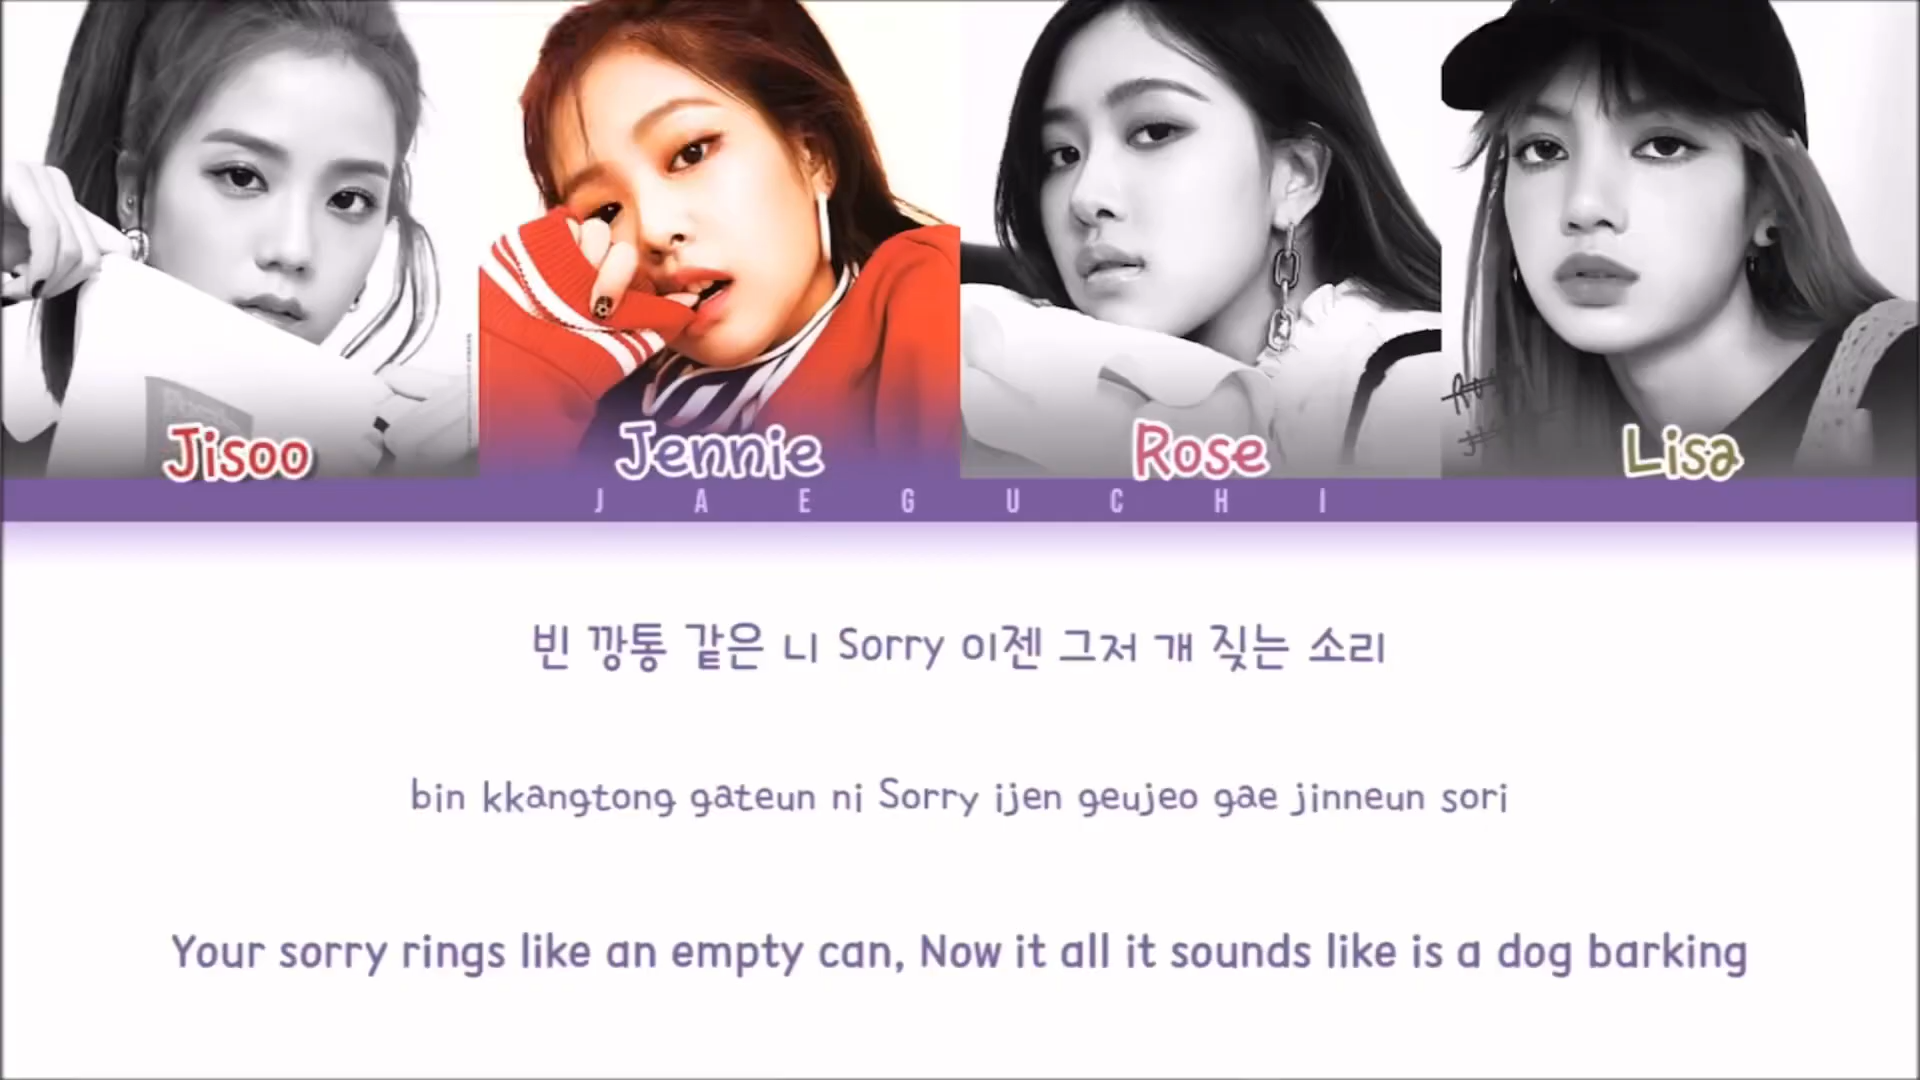 Jisoo
Jennie
Rose
Lisa
JAEGUCHI
빈 깡통 같은 니 Sorry 이젠 그저 개 짖는 소리
bin kkangtong gateun ni Sorry ijen geujeo gae jinneun sori
Your sorry rings like an empty can, Now it all it sounds like is a dog barking